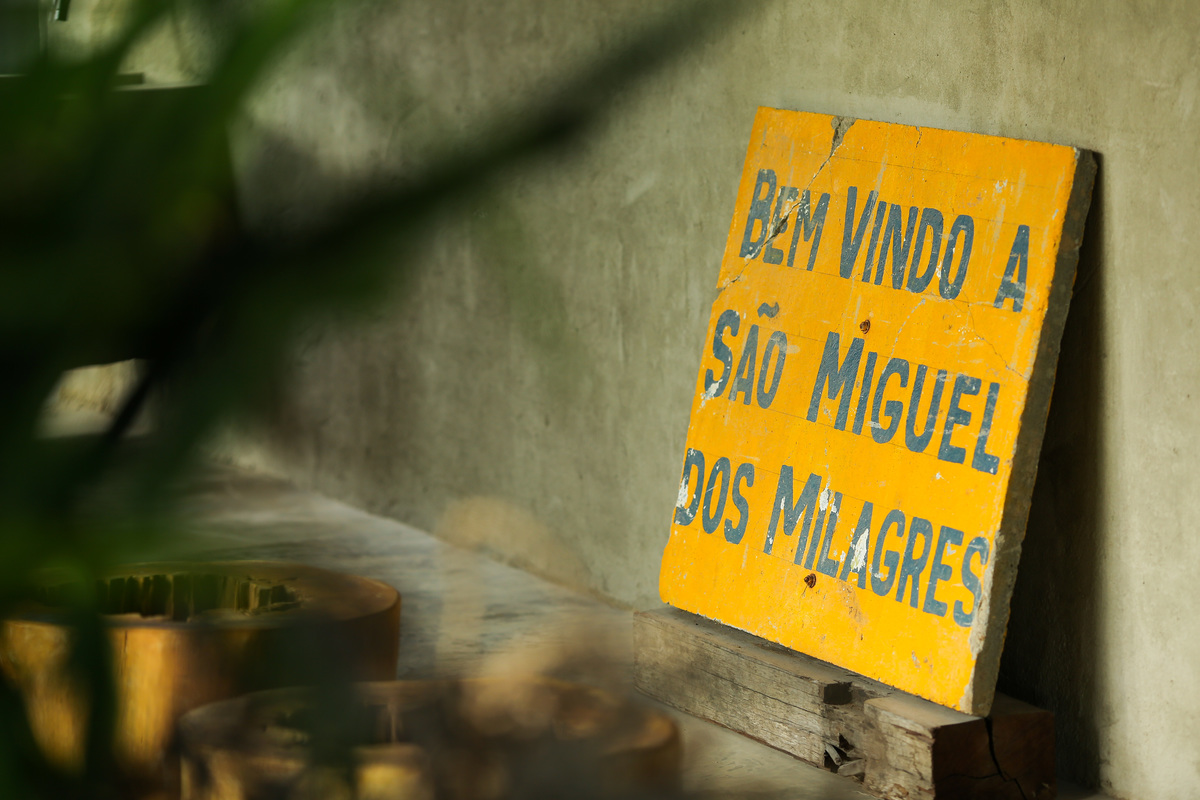 BEM VINDO A
SÃO MIGUEL
DOS MILAGRES